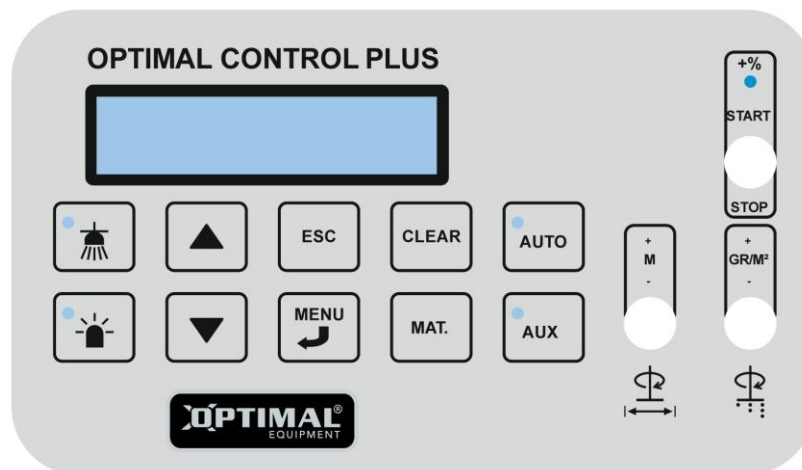 OPTIMAL CONTROL PLUS
+%
START
STOP
ESC
CLEAR
AUTO
MENU
MAT.
AUX
+
M
-
+
GR/M²
-
OPTIMAL®
EQUIPMENT